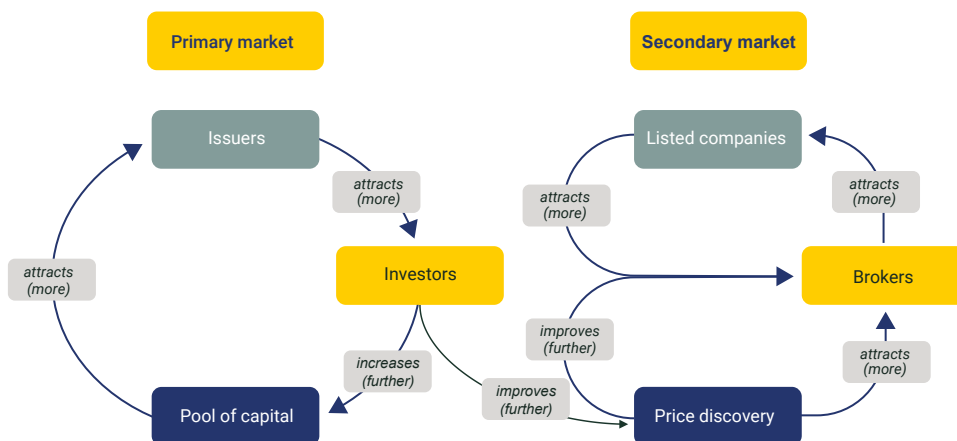 Primary market
Secondary market
Issuers
Listed companies
attracts
(more)
attracts
(more)
attracts
(more)
attracts
(more)
Investors
Brokers
improves
(further)
increases
(further)
attracts
(more)
improves
(further)
Pool of capital
Price discovery